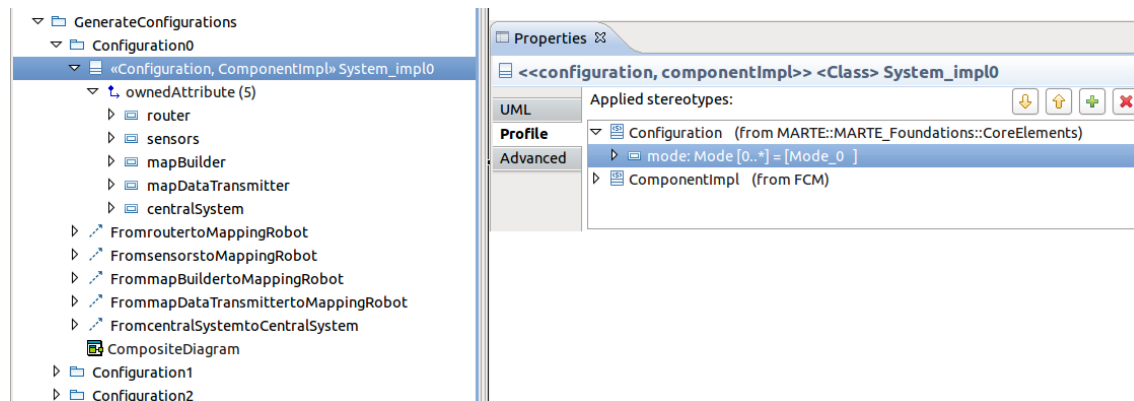 GenerateConfigurations
Configuration0
«Configuration, ComponentImpl» System_impl0
ownedAttribute (5)
router
sensors
mapBuilder
mapDataTransmitter
centralSystem
FromroutertoMappingRobot
FromsensorstoMappingRobot
FrommapBuildertoMappingRobot
FrommapDataTransmittertoMappingRobot
FromcentralSystemtoCentralSystem
CompositeDiagram
Configuration1
Configuration2
Properties
<<configuration, componentImpl>> <Class> System_impl0
UML
Profile
Advanced
Applied stereotypes:
Configuration (from MARTE::MARTE_Foundations::CoreElements)
mode: Mode [0..*] = [Mode_0 ]
ComponentImpl (from FCM)